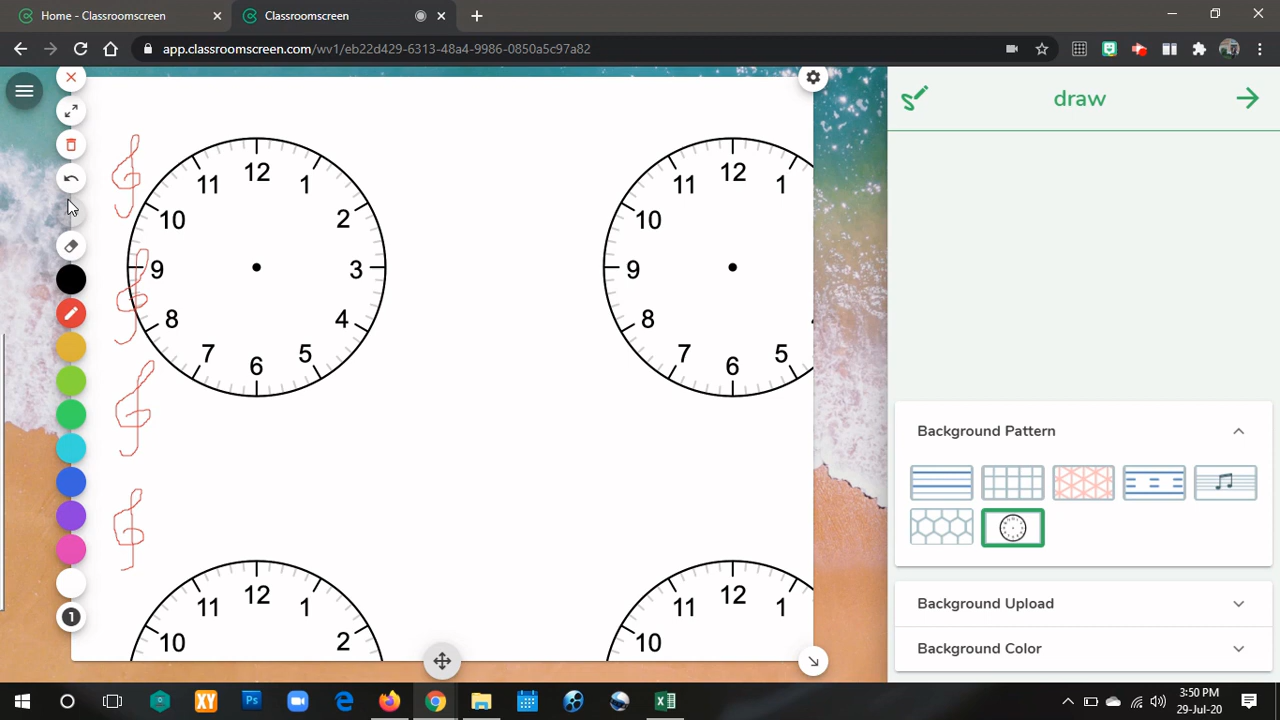 Home - Classroomscreen
Classroomscreen
app.classroomscreen.com/wv1/eb22d429-6313-48a4-9986-0850a5c97a82
draw
12 1 2 3 4 5 6 7 8 9 10 11
12 1 5 6 7 8 9 10 11
12 1 2 10 11
12 1 10 11
Background Pattern
Background Upload
Background Color
1
XY
Ps
3:50 PM
29-Jul-20